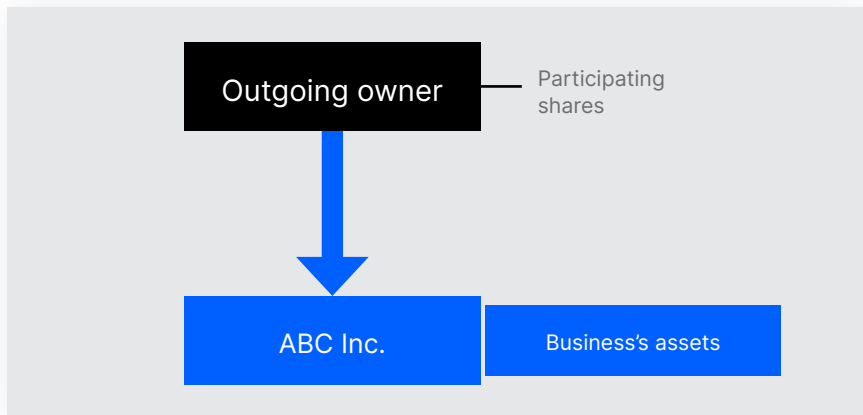 Outgoing owner
Participating
shares
ABC Inc.
Business’s assets